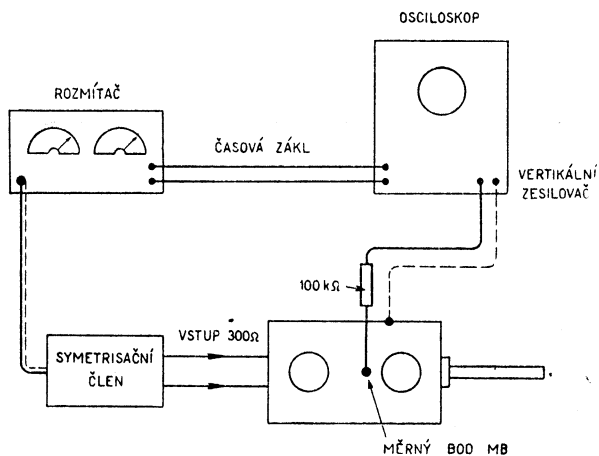 OSCILOSKOP
ROZMÍTAČ
ČASOVÁ ZÁKL
VERTIKÁLNÍ
ZESILOVAČ
100 kΩ
VSTUP 300Ω
SYMETRISAČNÍ
ČLEN
MĚRNÝ BOD MB